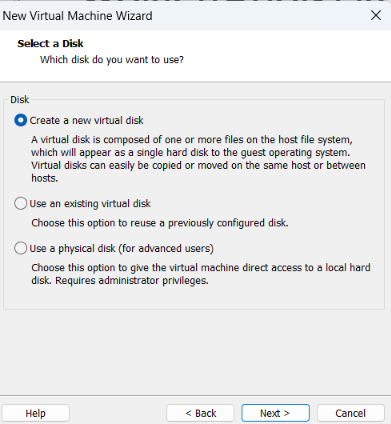 New Virtual Machine Wizard
Select a Disk
Which disk do you want to use?
Disk
Create a new virtual disk
A virtual disk is composed of one or more files on the host file system,
which will appear as a single hard disk to the guest operating system.
Virtual disks can easily be copied or moved on the same host or between
hosts.
Use an existing virtual disk
Choose this option to reuse a previously configured disk.
Use a physical disk (for advanced users)
Choose this option to give the virtual machine direct access to a local hard
disk. Requires administrator privileges.
Help
< Back
Next >
Cancel